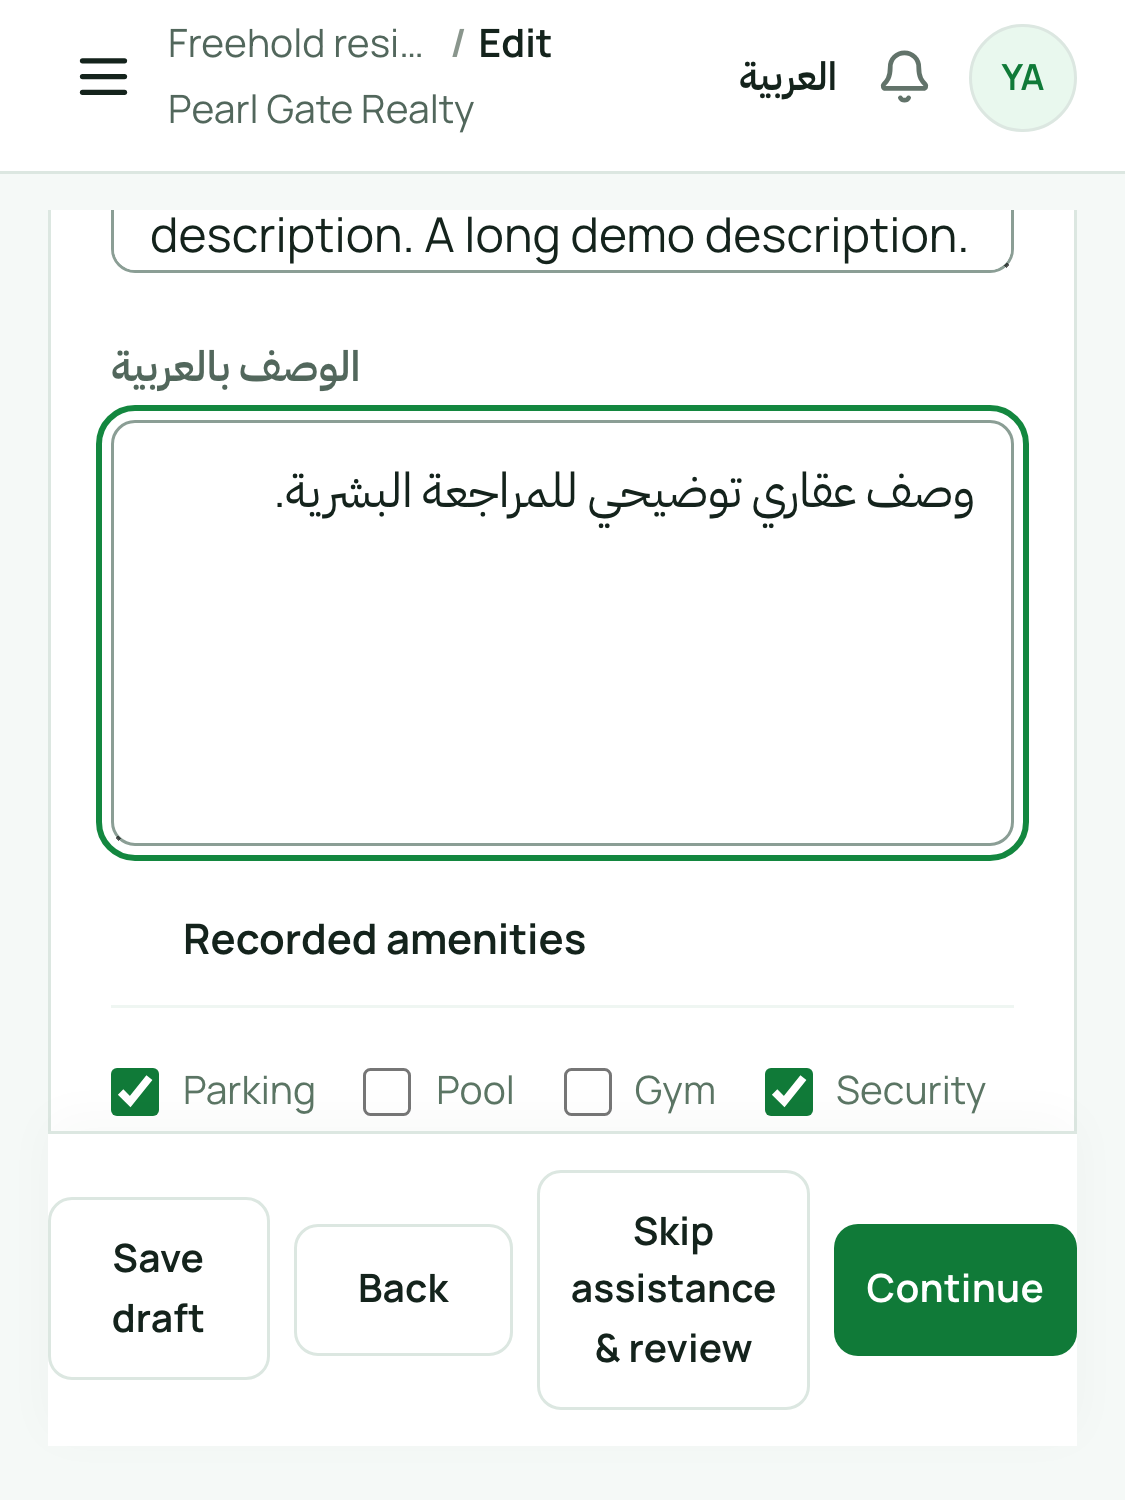 Freehold resi... / Edit
Pearl Gate Realty
العربية
YA
description. A long demo description.
الوصف بالعربية
وصف عقاري توضيحي للمراجعة البشرية.
Recorded amenities
Parking
Pool
Gym
Security
Save
draft
Back
Skip
assistance
& review
Continue